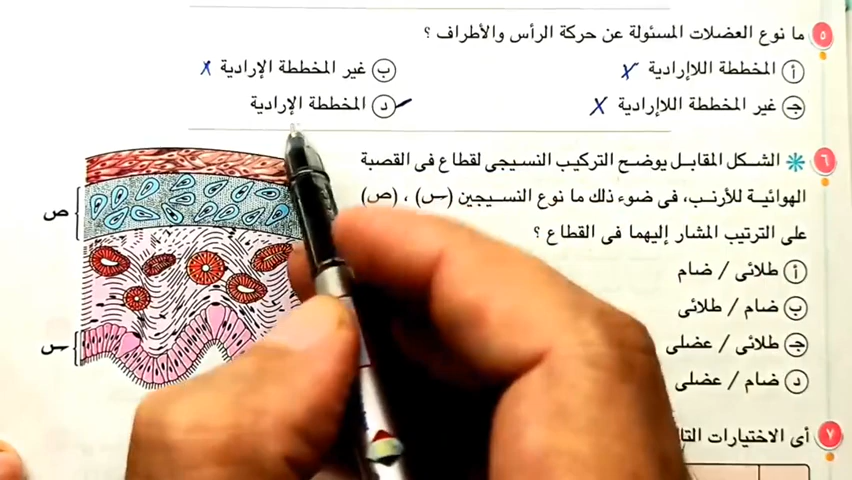 ٥ ما نوع العضلات المسئولة عن حركة الرأس والأطراف ؟
أ المخططة اللاإرادية
ب غير المخططة الإرادية
جـ غير المخططة اللاإرادية
د المخططة الإرادية
٦ الشكل المقابل يوضح التركيب النسيجى لقطاع فى القصبة
الهوائية للأرنب، فى ضوء ذلك ما نوع النسيجين (س) ، (ص)
على الترتيب المشار إليهما فى القطاع ؟
أ طلائى / ضام
ب ضام / طلائى
جـ طلائى / عضلى
د ضام / عضلى
ص
س
٧ أى الاختيارات